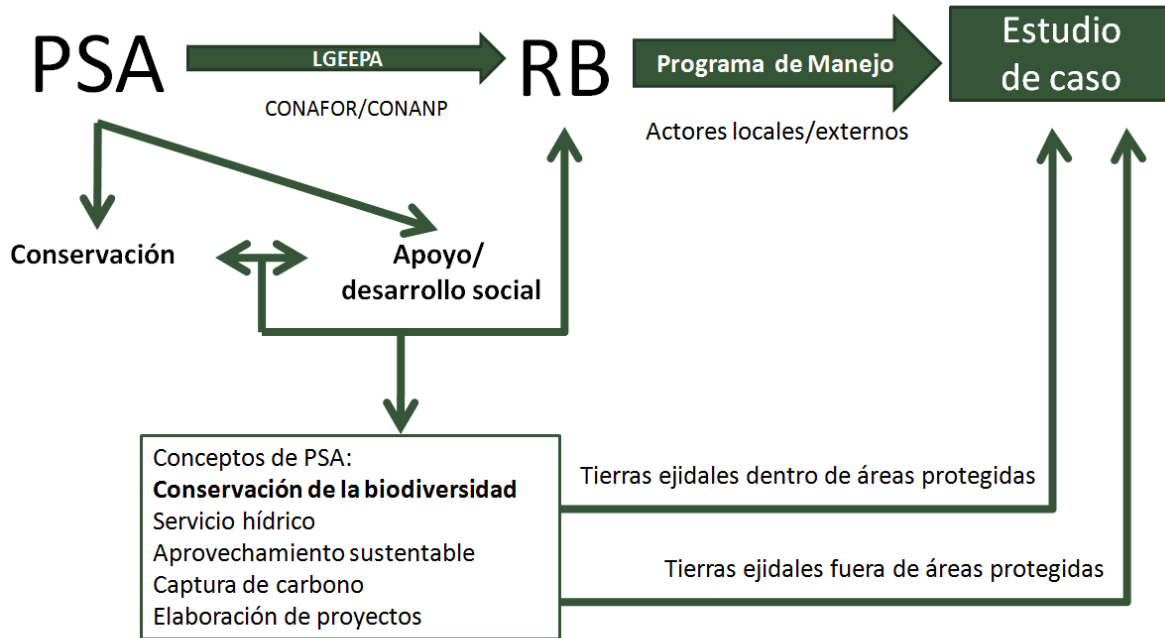 PSA
LGEEPA
CONAFOR/CONANP
RB
Programa de Manejo
Actores locales/externos
Estudio
de caso
Conservación
Apoyo/
desarrollo social
Conceptos de PSA:
Conservación de la biodiversidad
Servicio hídrico
Aprovechamiento sustentable
Captura de carbono
Elaboración de proyectos
Tierras ejidales dentro de áreas protegidas
Tierras ejidales fuera de áreas protegidas